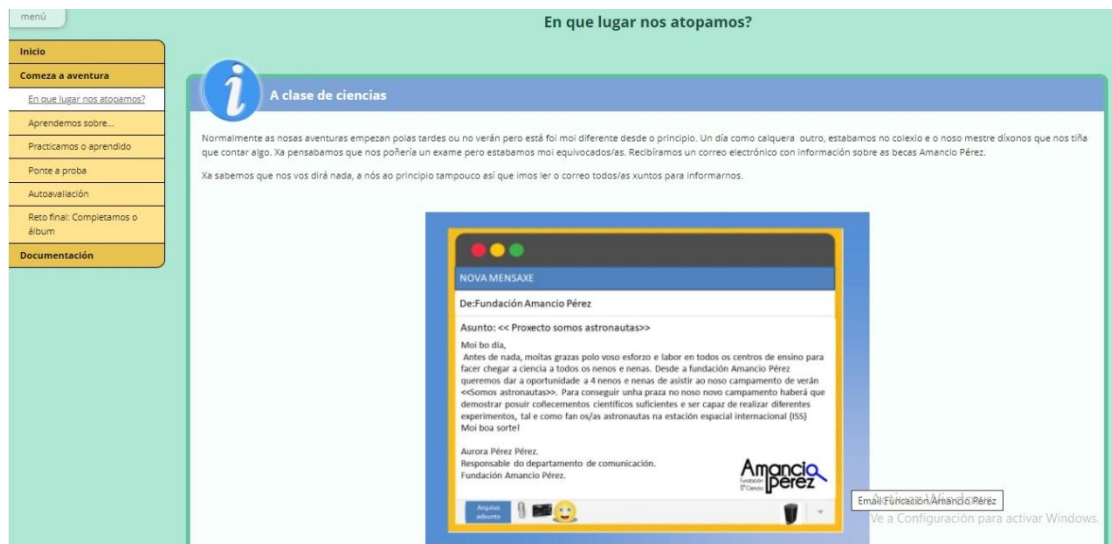 menú
En que lugar nos atopamos?
Inicio
Comeza a aventura
En que lugar nos atopamos?
Aprendemos sobre...
Practicamos o aprendido
Ponte a proba
Autoavaliación
Reto final: Completamos o
álbum
Documentación
i
A clase de ciencias
Normalmente as nosas aventuras empezan polas tardes ou no verán pero está foi moi diferente desde o principio. Un día como calquera outro, estabamos no colexio e o noso mestre díxonos que nos tiña
que contar algo. Xa pensabamos que nos poñería un exame pero estabamos moi equivocados/as. Recibíramos un correo electrónico con información sobre as becas Amancio Pérez.
Xa sabemos que nos vos dirá nada, a nós ao principio tampouco así que imos ler o correo todos/as xuntos para informarnos.
NOVA MENSAXE
De:Fundación Amancio Pérez
Asunto: << Proxecto somos astronautas>>
Moi bo día,
Antes de nada, moitas grazas polo voso esforzo e labor en todos os centros de ensino para
facer chegar a ciencia a todos os nenos e nenas. Desde a fundación Amancio Pérez
queremos dar a oportunidade a 4 nenos e nenas de asistir ao noso campamento de verán
<<Somos astronautas>>. Para conseguir unha praza no noso novo campamento haberá que
demostrar posuír coñecementos científicos suficientes e ser capaz de realizar diferentes
experimentos, tal e como fan os/as astronautas na estación espacial internacional (ISS)
Moi boa sorte!
Aurora Pérez Pérez.
Responsable do departamento de comunicación.
Fundación Amancio Pérez.
Amancio
perez
Arquivo
adxunto
Email Funcación Amancio Pérez
Activar Windows
Ve a Configuración para activar Windows.